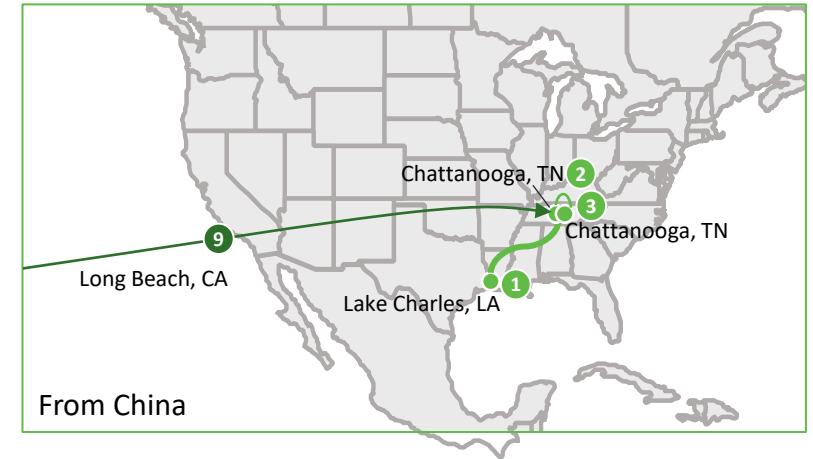 Chattanooga, TN 2
3
Chattanooga, TN
9
Long Beach, CA
1
Lake Charles, LA
From China